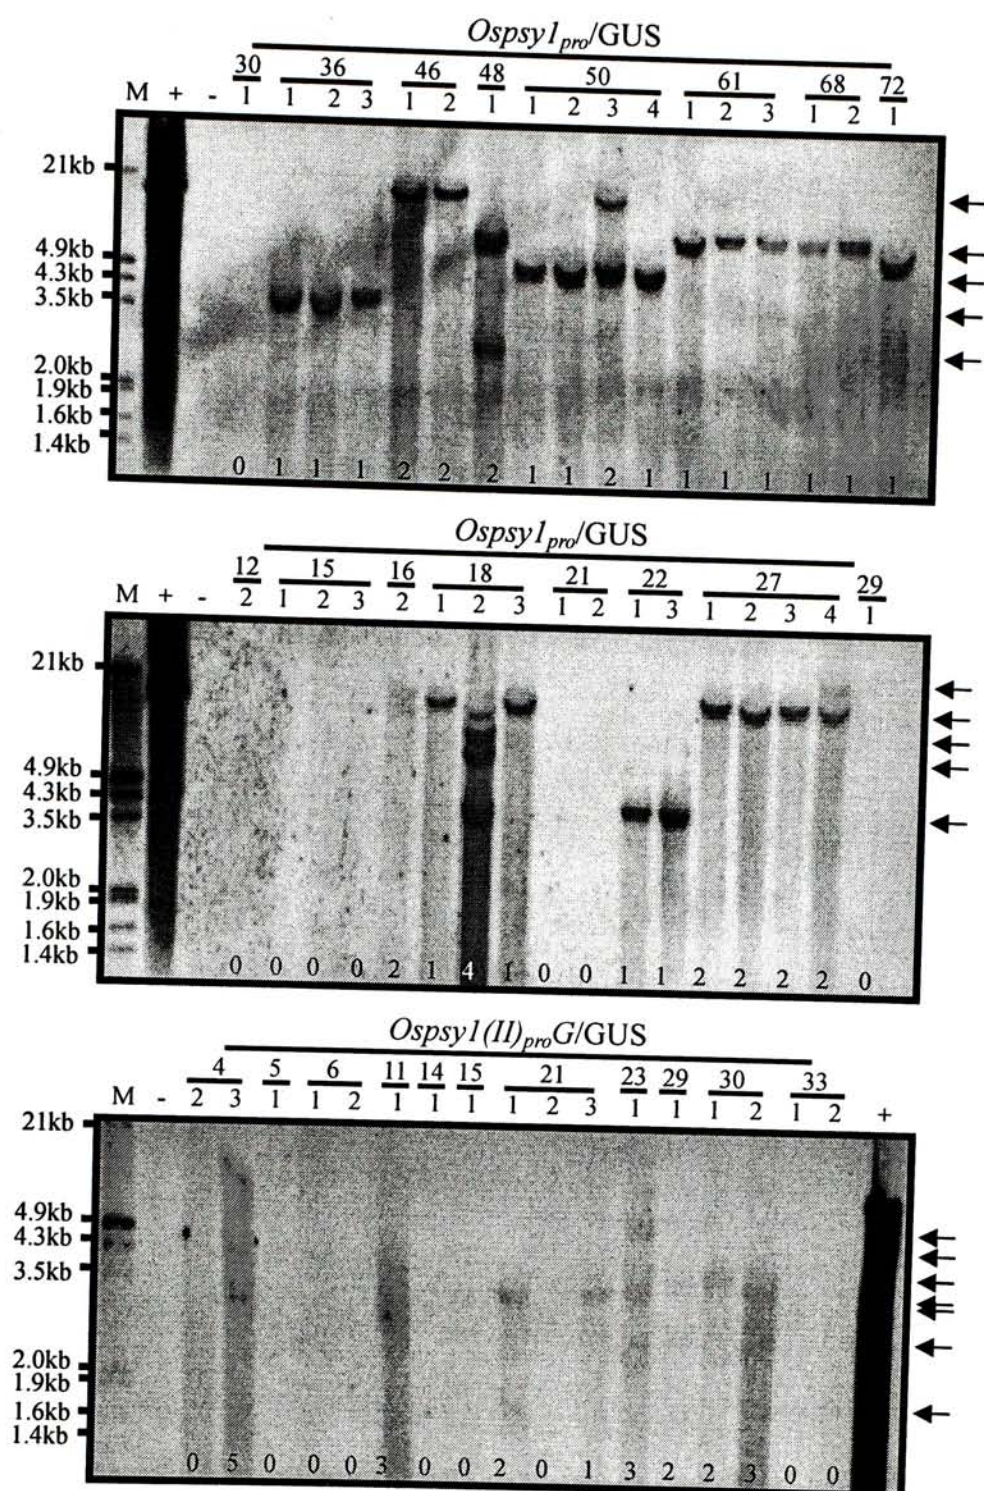 Ospsy1pro/GUS
30 36 46 48 50 61 68 72
M + - 1 1 2 3 1 2 1 1 2 3 4 1 2 3 1 2 1
21kb
4.9kb
4.3kb
3.5kb
2.0kb
1.9kb
1.6kb
1.4kb
0 1 1 1 2 2 2 1 1 2 1 1 1 1 1 1 1
Ospsy1pro/GUS
12 15 16 18 21 22 27 29
M + - 2 1 2 3 2 1 2 3 1 2 1 3 1 2 3 4 1
21kb
4.9kb
4.3kb
3.5kb
2.0kb
1.9kb
1.6kb
1.4kb
0 0 0 0 2 1 4 1 0 0 1 1 2 2 2 2 0
Ospsy1(II)proG/GUS
4 5 6 11 14 15 21 23 29 30 33
M - 2 3 1 1 2 1 1 1 1 2 3 1 1 1 2 1 2 +
21kb
4.9kb
4.3kb
3.5kb
2.0kb
1.9kb
1.6kb
1.4kb
0 5 0 0 0 3 0 0 2 0 1 3 2 2 3 0 0